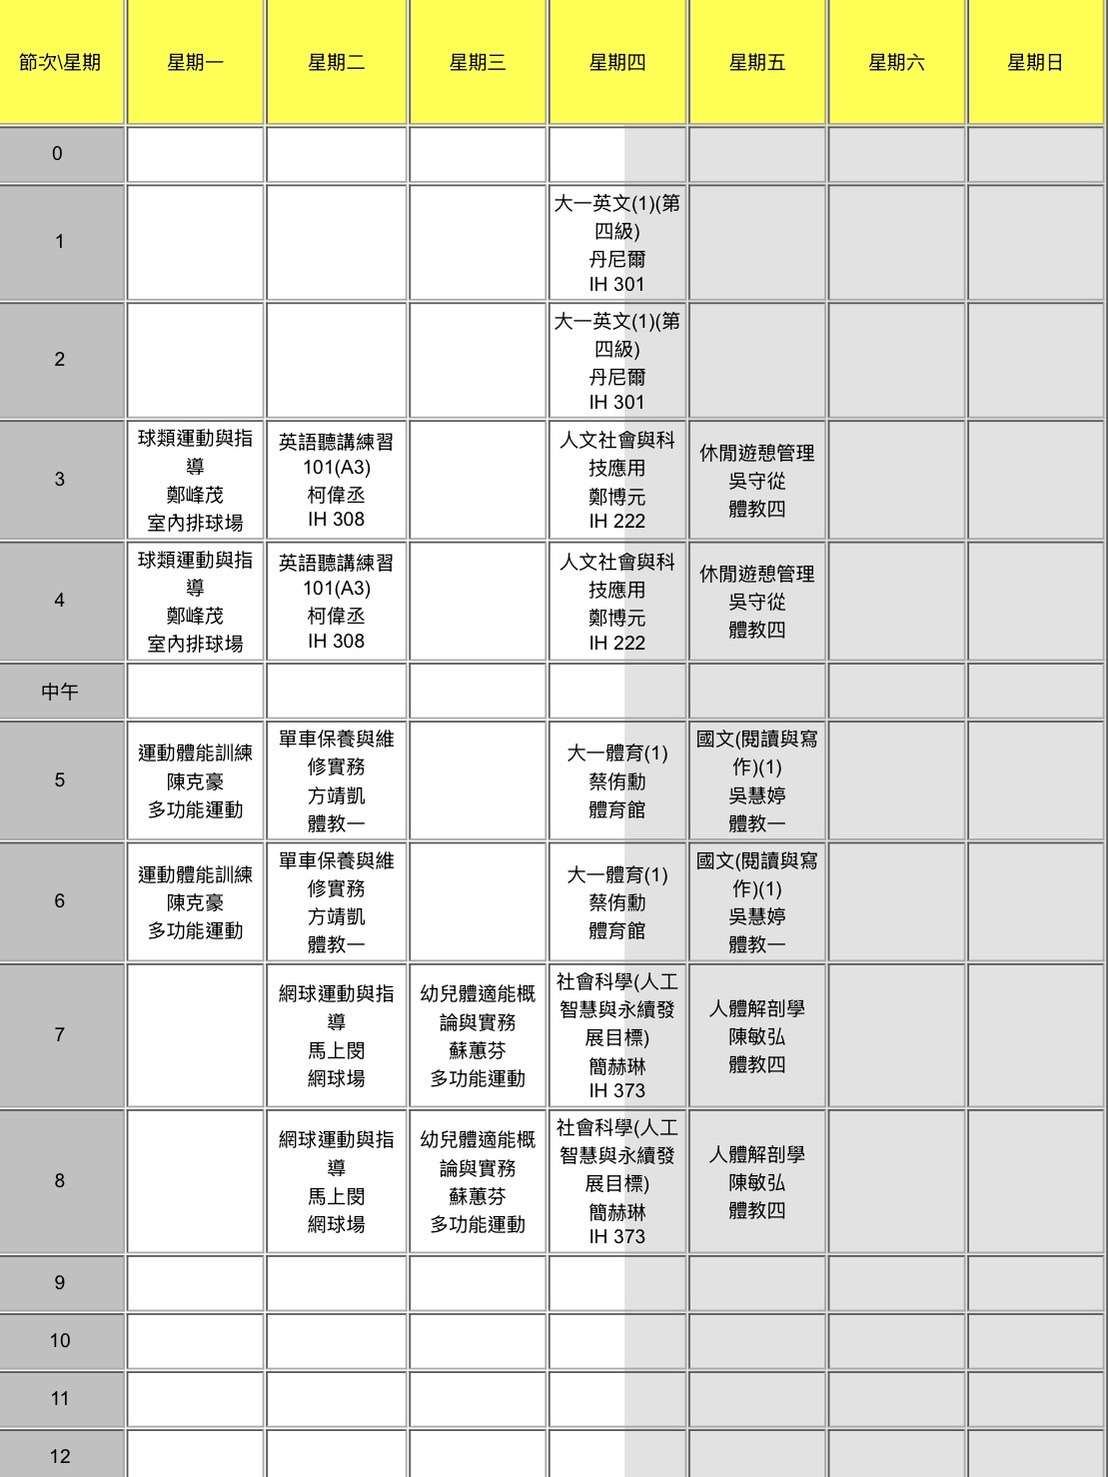 節次\星期 星期一 星期二 星期三 星期四 星期五 星期六 星期日
0
1
大一英文(1)(第
四級)
丹尼爾
IH 301
2
大一英文(1)(第
四級)
丹尼爾
IH 301
3
球類運動與指
導
鄭峰茂
室內排球場
英語聽講練習
101(A3)
柯偉丞
IH 308
人文社會與科
技應用
鄭博元
IH 222
休閒遊憩管理
吳守從
體教四
4
球類運動與指
導
鄭峰茂
室內排球場
英語聽講練習
101(A3)
柯偉丞
IH 308
人文社會與科
技應用
鄭博元
IH 222
休閒遊憩管理
吳守從
體教四
中午
5
運動體能訓練
陳克豪
多功能運動
單車保養與維
修實務
方靖凱
體教一
大一體育(1)
蔡侑勳
體育館
國文(閱讀與寫
作)(1)
吳慧婷
體教一
6
運動體能訓練
陳克豪
多功能運動
單車保養與維
修實務
方靖凱
體教一
大一體育(1)
蔡侑勳
體育館
國文(閱讀與寫
作)(1)
吳慧婷
體教一
7
網球運動與指
導
馬上閔
網球場
幼兒體適能概
論與實務
蘇蕙芬
多功能運動
社會科學(人工
智慧與永續發
展目標)
簡赫琳
IH 373
人體解剖學
陳敏弘
體教四
8
網球運動與指
導
馬上閔
網球場
幼兒體適能概
論與實務
蘇蕙芬
多功能運動
社會科學(人工
智慧與永續發
展目標)
簡赫琳
IH 373
人體解剖學
陳敏弘
體教四
9
10
11
12